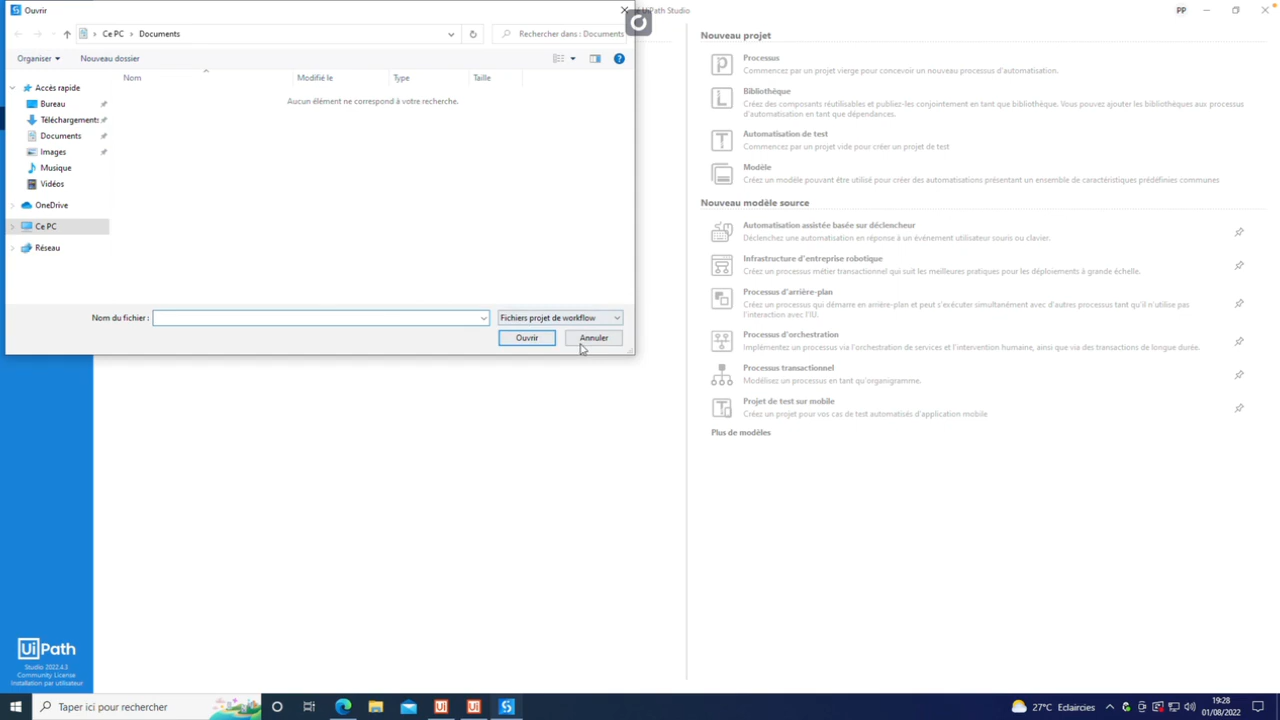 Ouvrir
iPath Studio
PP
Ce PC
Documents
Rechercher dans : Documents
Organiser
Nouveau dossier
Nom
Modifié le
Type
Taille
Aucun élément ne correspond à votre recherche.
Accès rapide
Bureau
Téléchargements
Documents
Images
Musique
Vidéos
OneDrive
Ce PC
Réseau
Nom du fichier :
Fichiers projet de workflow
Ouvrir
Annuler
Nouveau projet
Processus
Commencez par un projet vierge pour concevoir un nouveau processus d'automatisation.
Bibliothèque
Créez des composants réutilisables et publiez-les conjointement en tant que bibliothèque. Vous pouvez ajouter les bibliothèques aux processus
d'automatisation en tant que dépendances.
Automatisation de test
Commencez par un projet vide pour créer un projet de test
Modèle
Créez un modèle pouvant être utilisé pour créer des automatisations présentant un ensemble de caractéristiques prédéfinies communes
Nouveau modèle source
Automatisation assistée basée sur déclencheur
Déclenchez une automatisation en réponse à un événement utilisateur souris ou clavier.
Infrastructure d'entreprise robotique
Créez un processus métier transactionnel qui suit les meilleures pratiques pour les déploiements à grande échelle.
Processus d'arrière-plan
Créez un processus qui démarre en arrière-plan et peut s'exécuter simultanément avec d'autres processus tant qu'il n'utilise pas
l'interaction avec l'IU.
Processus d'orchestration
Implémentez un processus via l'orchestration de services et l'intervention humaine, ainsi que via des transactions de longue durée.
Processus transactionnel
Modélisez un processus en tant qu'organigramme.
Projet de test sur mobile
Créez un projet pour vos cas de test automatisés d'application mobile
Plus de modèles
UiPath
Studio 2022.4.3
Community License
Installation par utilisateur
Taper ici pour rechercher
27°C Eclaircies
19:28
01/08/2022